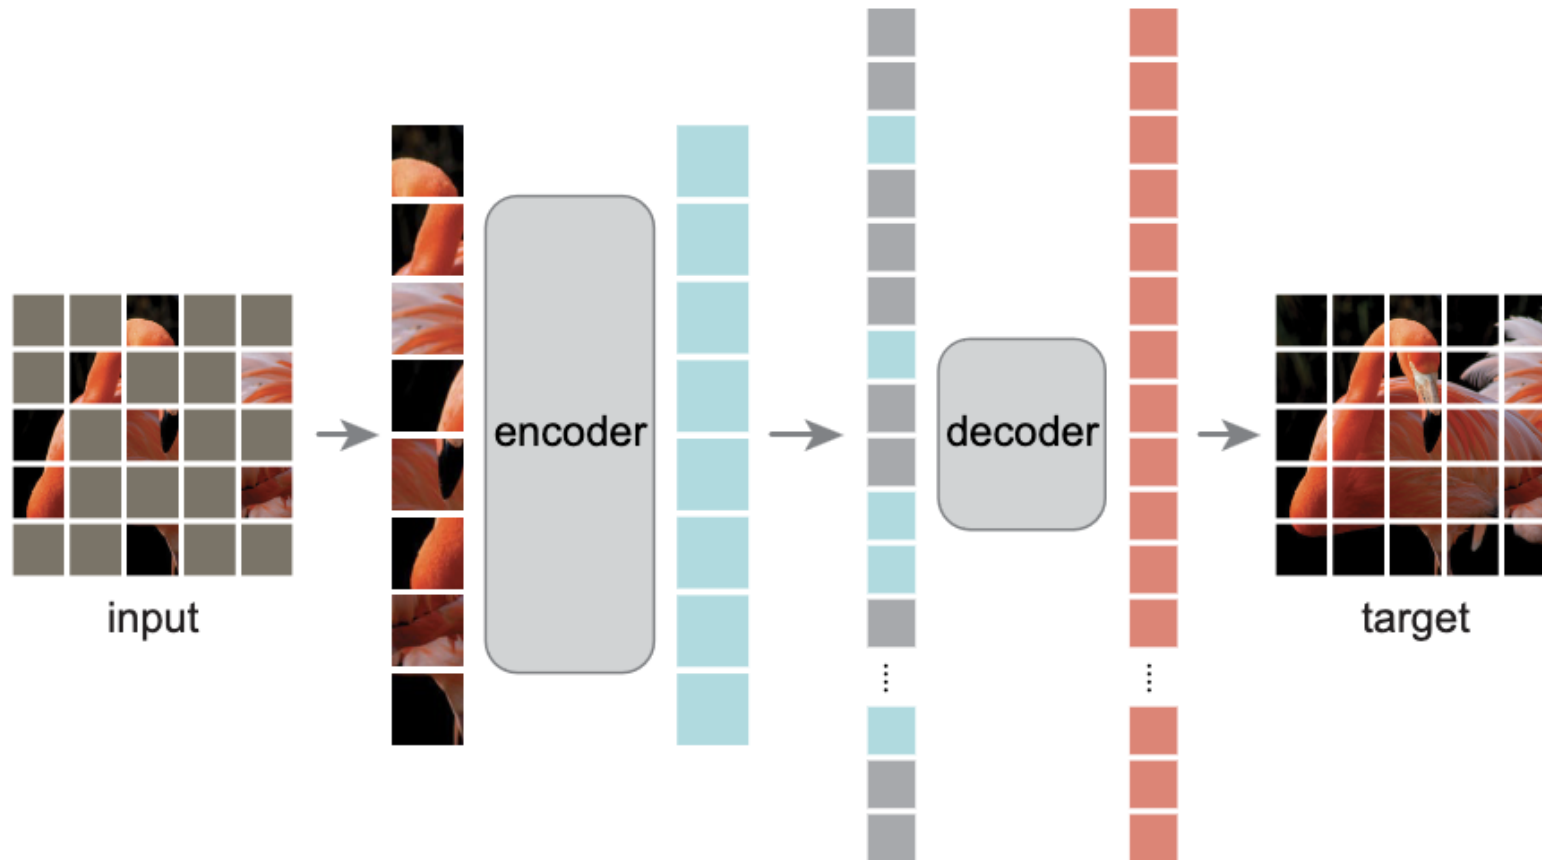 input
encoder
decoder
target